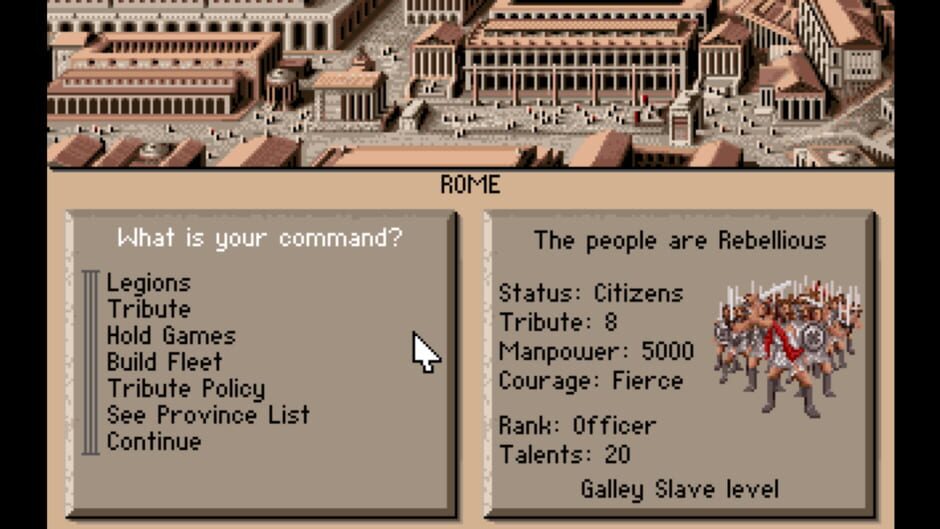 ROME
What is your command?
Legions
Tribute
Hold Games
Build Fleet
Tribute Policy
See Province List
Continue
The people are Rebellious
Status: Citizens
Tribute: 8
Manpower: 5000
Courage: Fierce
Rank: Officer
Talents: 20
Galley Slave level